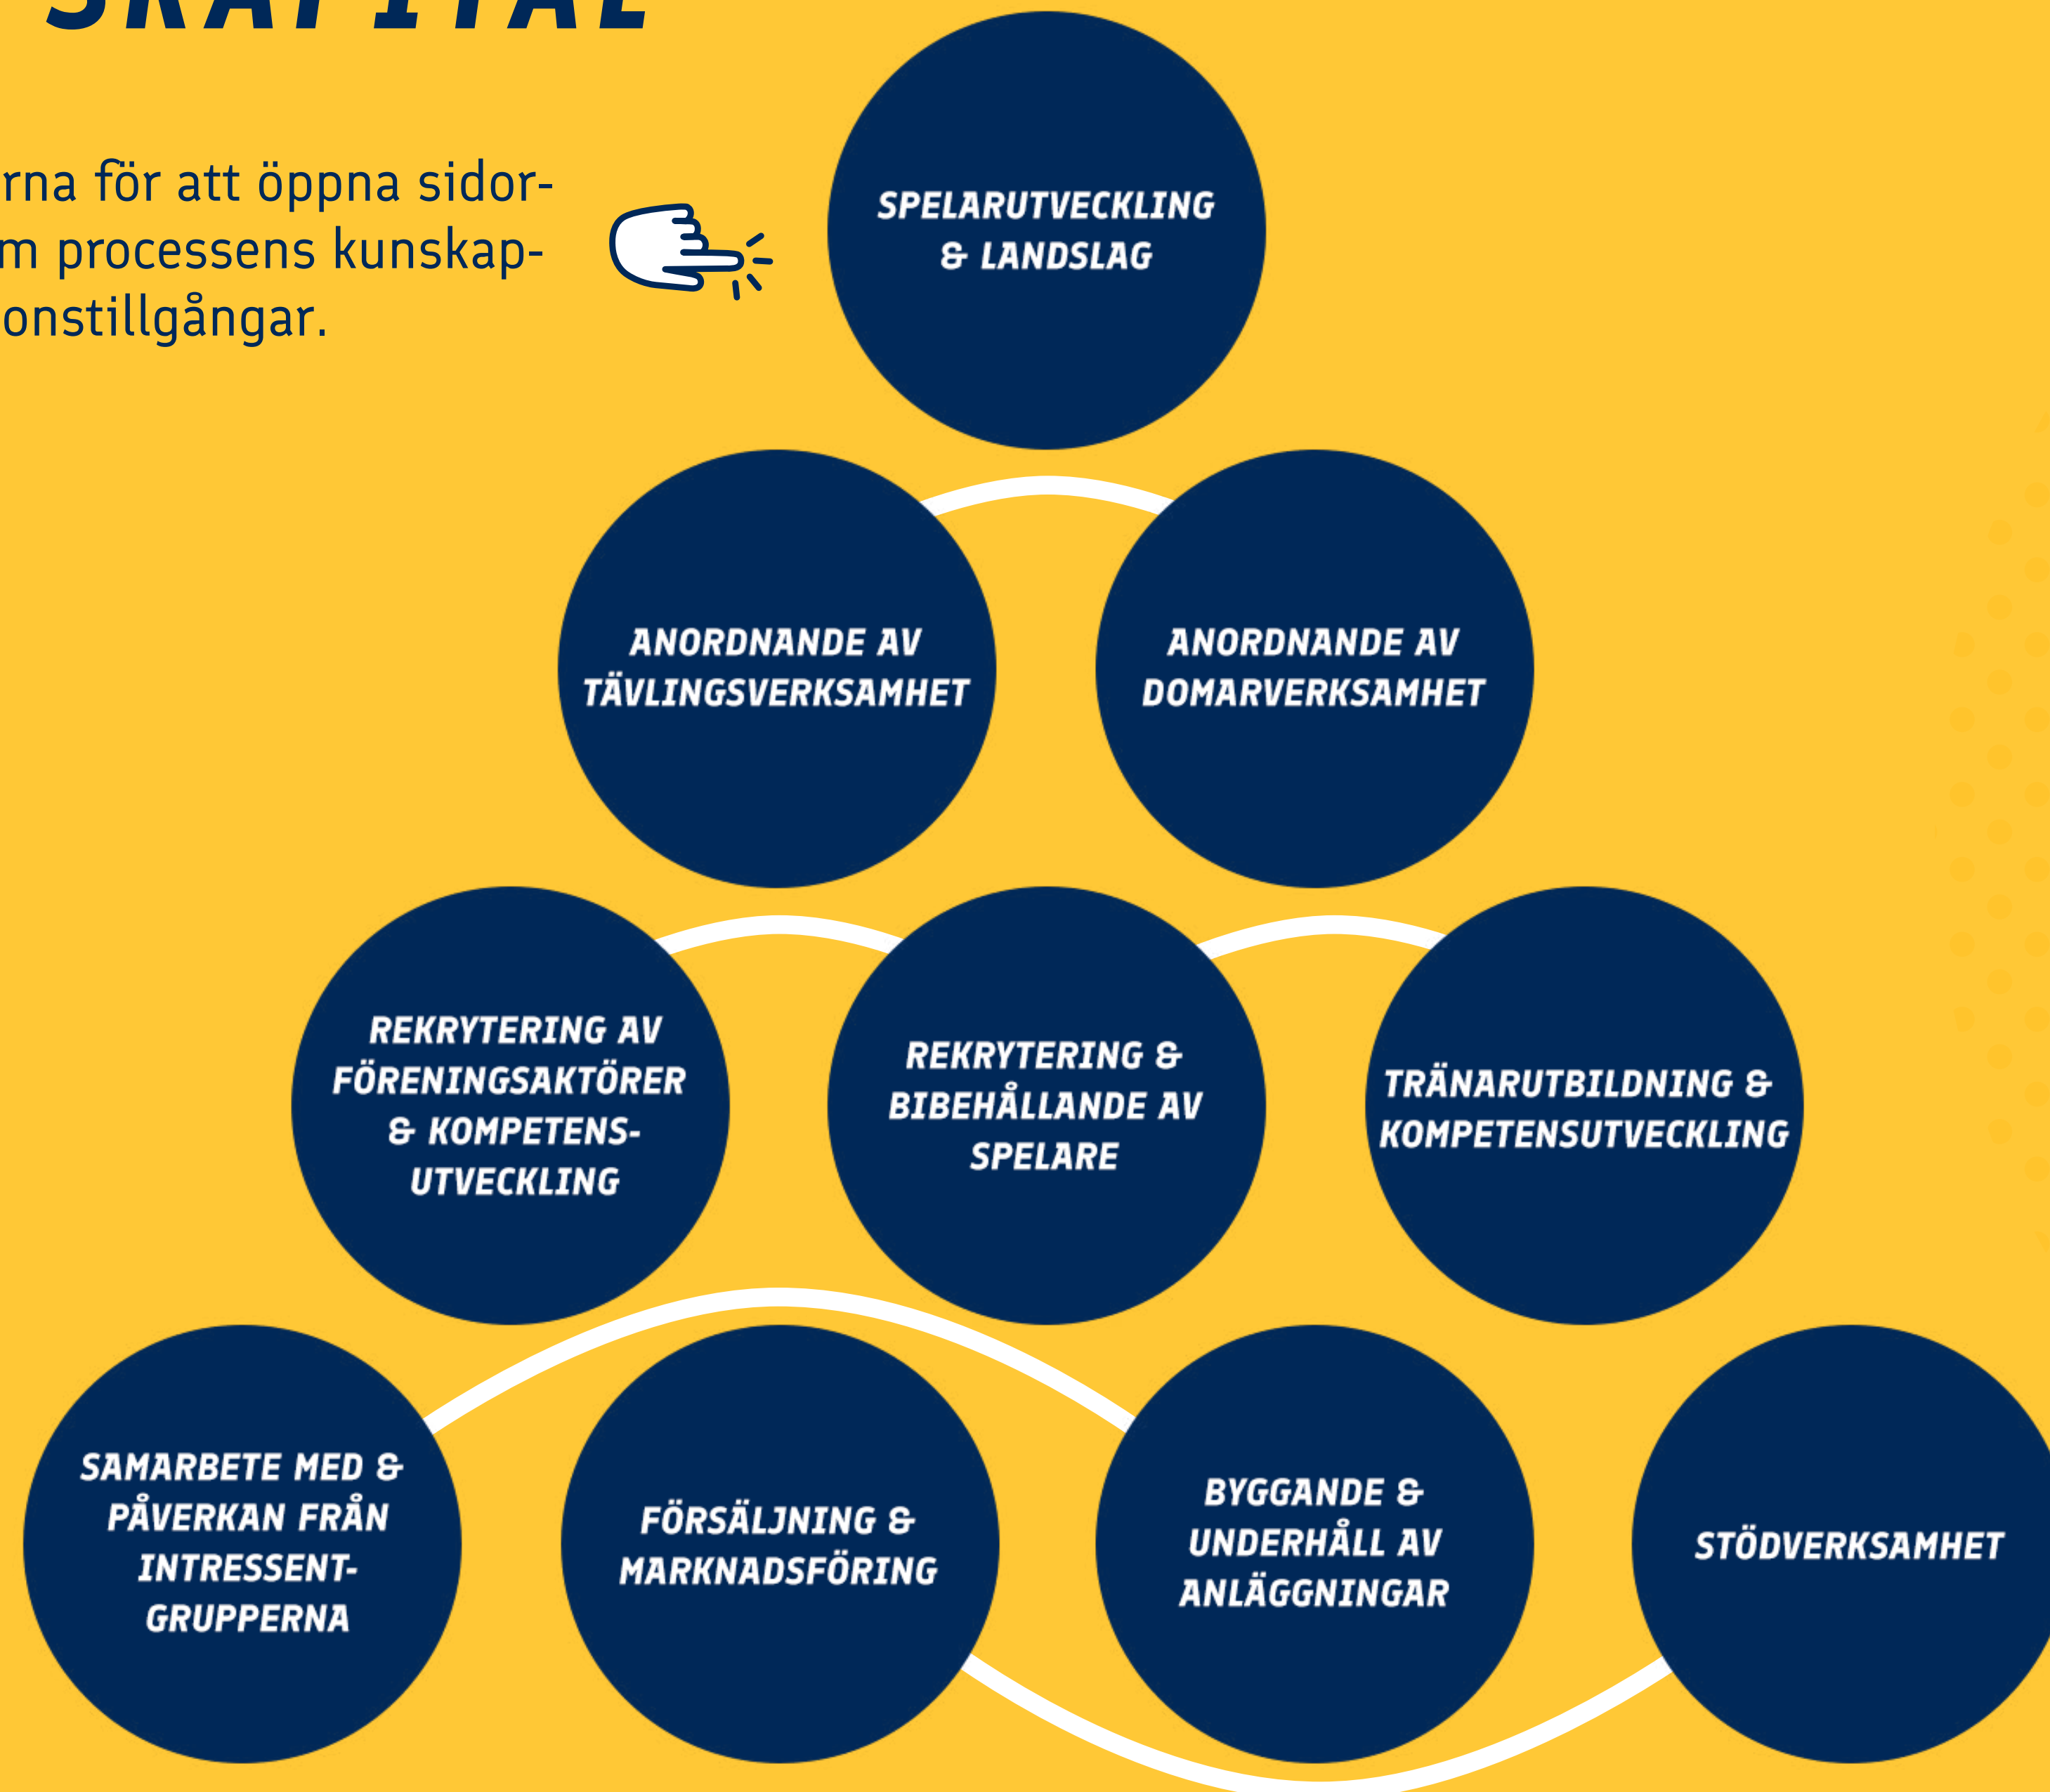 SKAPITAL
rna för att öppna sidor-
m processens kunskap-
onstillgångar.
SPELARUTVECKLING
& LANDSLAG
ANORDNANDE AV
TÄVLINGSVERKSAMHET
ANORDNANDE AV
DOMARVERKSAMHET
REKRYTERING AV
FÖRENINGSAKTÖRER
& KOMPETENS-
UTVECKLING
REKRYTERING &
BIBEHÅLLANDE AV
SPELARE
TRÄNARUTBILDNING &
KOMPETENSUTVECKLING
SAMARBETE MED &
PÅVERKAN FRÅN
INTRESSENT-
GRUPPERNA
FÖRSÄLJNING &
MARKNADSFÖRING
BYGGANDE &
UNDERHÅLL AV
ANLÄGGNINGAR
STÖDVERKSAMHET